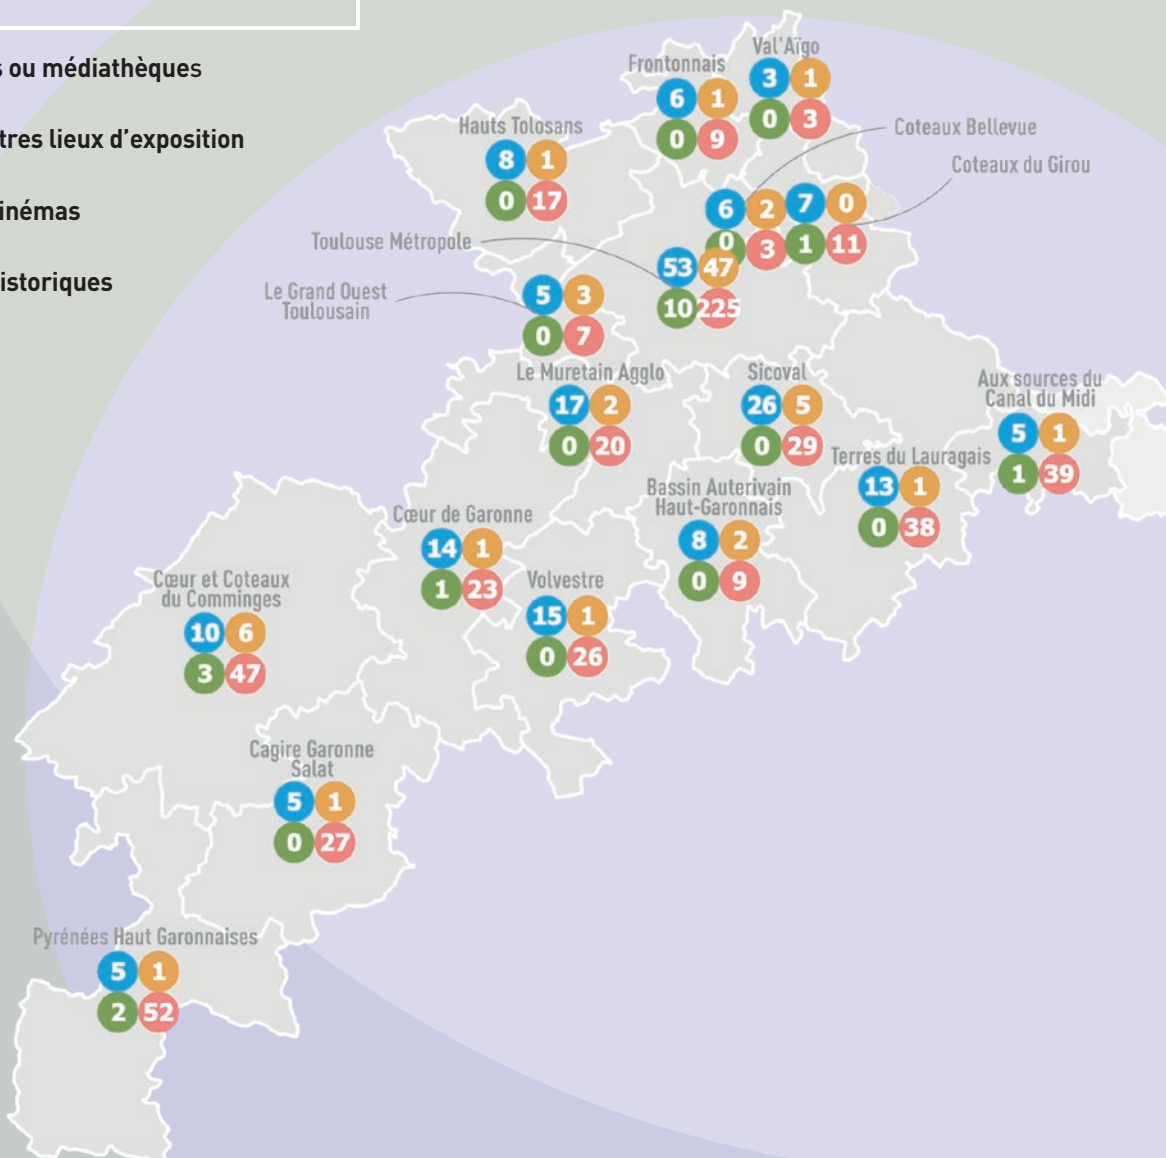 s ou médiathèques
tres lieux d'exposition
inémas
istoriques
Val'Aïgo
3 1
0 3
Frontonnais
6 1
0 9
Hauts Tolosans
8 1
0 17
Coteaux Bellevue
6 2
0 3
Coteaux du Girou
7 0
1 11
Toulouse Métropole
53 47
10 225
Le Grand Ouest
Toulousain
5 3
0 7
Le Muretain Agglo
17 2
0 20
Sicoval
26 5
0 29
Aux sources du
Canal du Midi
5 1
1 39
Terres du Lauragais
13 1
0 38
Bassin Auterivain
Haut-Garonnais
8 2
0 9
Cœur de Garonne
14 1
1 23
Volvestre
15 1
0 26
Cœur et Coteaux
du Comminges
10 6
3 47
Cagire Garonne
Salat
5 1
0 27
Pyrénées Haut Garonnaises
5 1
2 52